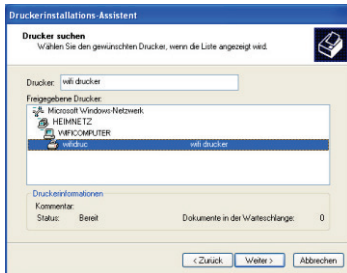 Druckerinstallations-Assistent
Drucker suchen
Wählen Sie den gewünschten Drucker, wenn die Liste angezeigt wird.
Drucker: wifi drucker
Freigegebene Drucker:
Microsoft Windows-Netzwerk
HEIMNETZ
WIFICOMPUTER
wifidruc wifi drucker
Druckerinformationen
Kommentar:
Status: Bereit Dokumente in der Warteschlange: 0
< Zurück Weiter > Abbrechen